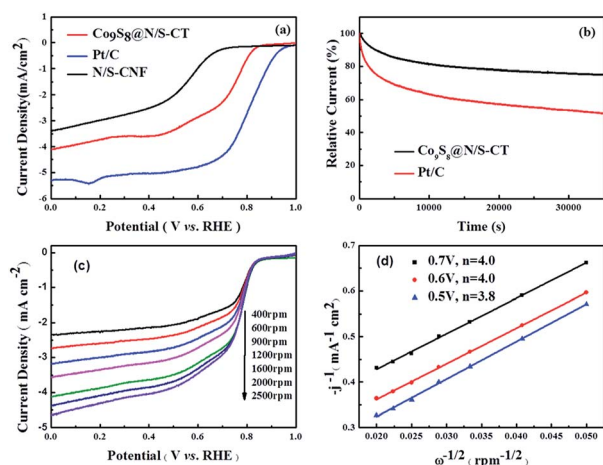 (a)
Co9S8@N/S-CT
Pt/C
N/S-CNF
Current Density(mA/cm²)
0
-1
-2
-3
-4
-5
-6
0.0 0.2 0.4 0.6 0.8 1.0
Potential ( V vs. RHE )
(b)
Relative Current (%)
100
80
60
40
20
0
Co₉S₈@N/S-CT
Pt/C
0 10000 20000 30000
Time (s)
(c)
Current Density ( mA cm⁻²)
0
-1
-2
-3
-4
-5
400rpm
600rpm
900rpm
1200rpm
1600rpm
2000rpm
2500rpm
0.0 0.2 0.4 0.6 0.8 1.0
Potential ( V vs. RHE )
(d)
0.7V, n=4.0
0.6V, n=4.0
0.5V, n=3.8
-j⁻¹ ( mA⁻¹ cm²)
0.7
0.6
0.5
0.4
0.3
0.020 0.025 0.030 0.035 0.040 0.045 0.050
ω⁻¹/² ( rpm⁻¹/²)